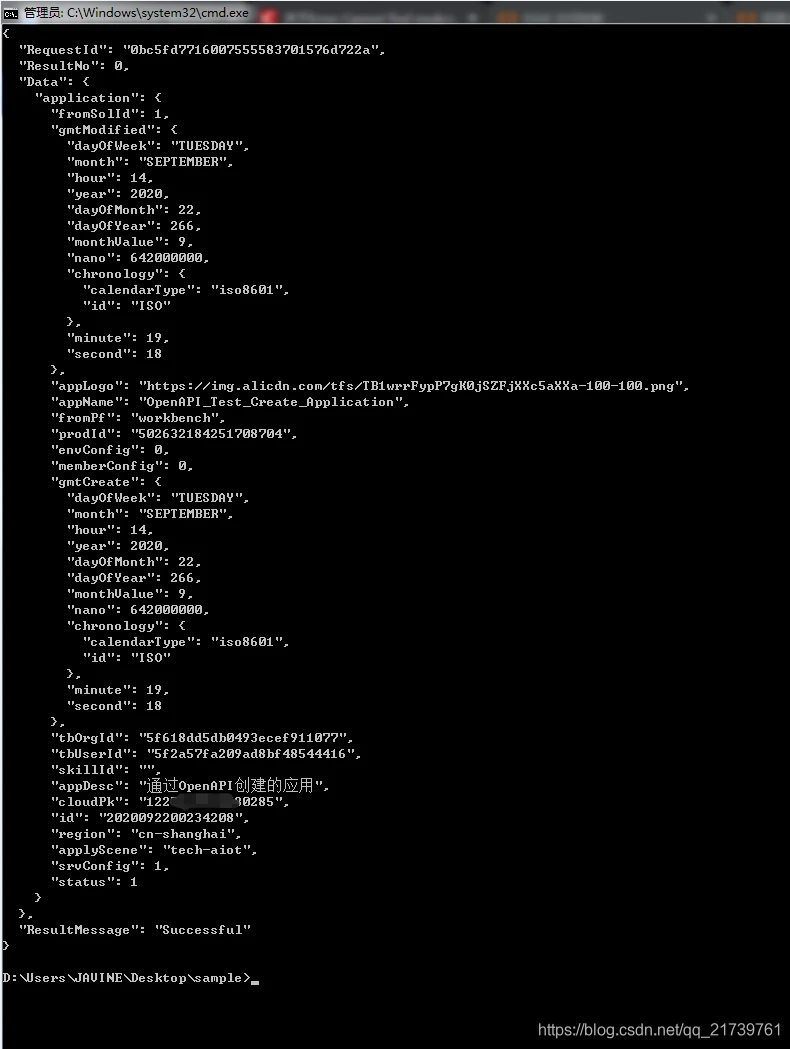 管理员: C:\Windows\system32\cmd.exe
{
  "RequestId": "0bc5fd7716007555583701576d722a",
  "ResultNo": 0,
  "Data": {
    "application": {
      "fromSolId": 1,
      "gmtModified": {
        "dayOfWeek": "TUESDAY",
        "month": "SEPTEMBER",
        "hour": 14,
        "year": 2020,
        "dayOfMonth": 22,
        "dayOfYear": 266,
        "monthValue": 9,
        "nano": 642000000,
        "chronology": {
          "calendarType": "iso8601",
          "id": "ISO"
        },
        "minute": 19,
        "second": 18
      },
      "appLogo": "https://img.alicdn.com/tfs/TB1wrrFypP7gK0jSZFjXXc5aXXa-100-100.png",
      "appName": "OpenAPI_Test_Create_Application",
      "fromPf": "workbench",
      "prodId": "502632184251708704",
      "envConfig": 0,
      "memberConfig": 0,
      "gmtCreate": {
        "dayOfWeek": "TUESDAY",
        "month": "SEPTEMBER",
        "hour": 14,
        "year": 2020,
        "dayOfMonth": 22,
        "dayOfYear": 266,
        "monthValue": 9,
        "nano": 642000000,
        "chronology": {
          "calendarType": "iso8601",
          "id": "ISO"
        },
        "minute": 19,
        "second": 18
      },
      "tbOrgId": "5f618dd5db0493ecef911077",
      "tbUserId": "5f2a57fa209ad8bf48544416",
      "skillId": "",
      "appDesc": "通过OpenAPI创建的应用",
      "cloudPk":
      "id": "2020092200234208",
      "region": "cn-shanghai",
      "applyScene": "tech-aiot",
      "srvConfig": 1,
      "status": 1
    }
  },
  "ResultMessage": "Successful"
}
D:\Users\JAVINE\Desktop\sample>
https://blog.csdn.net/qq_21739761